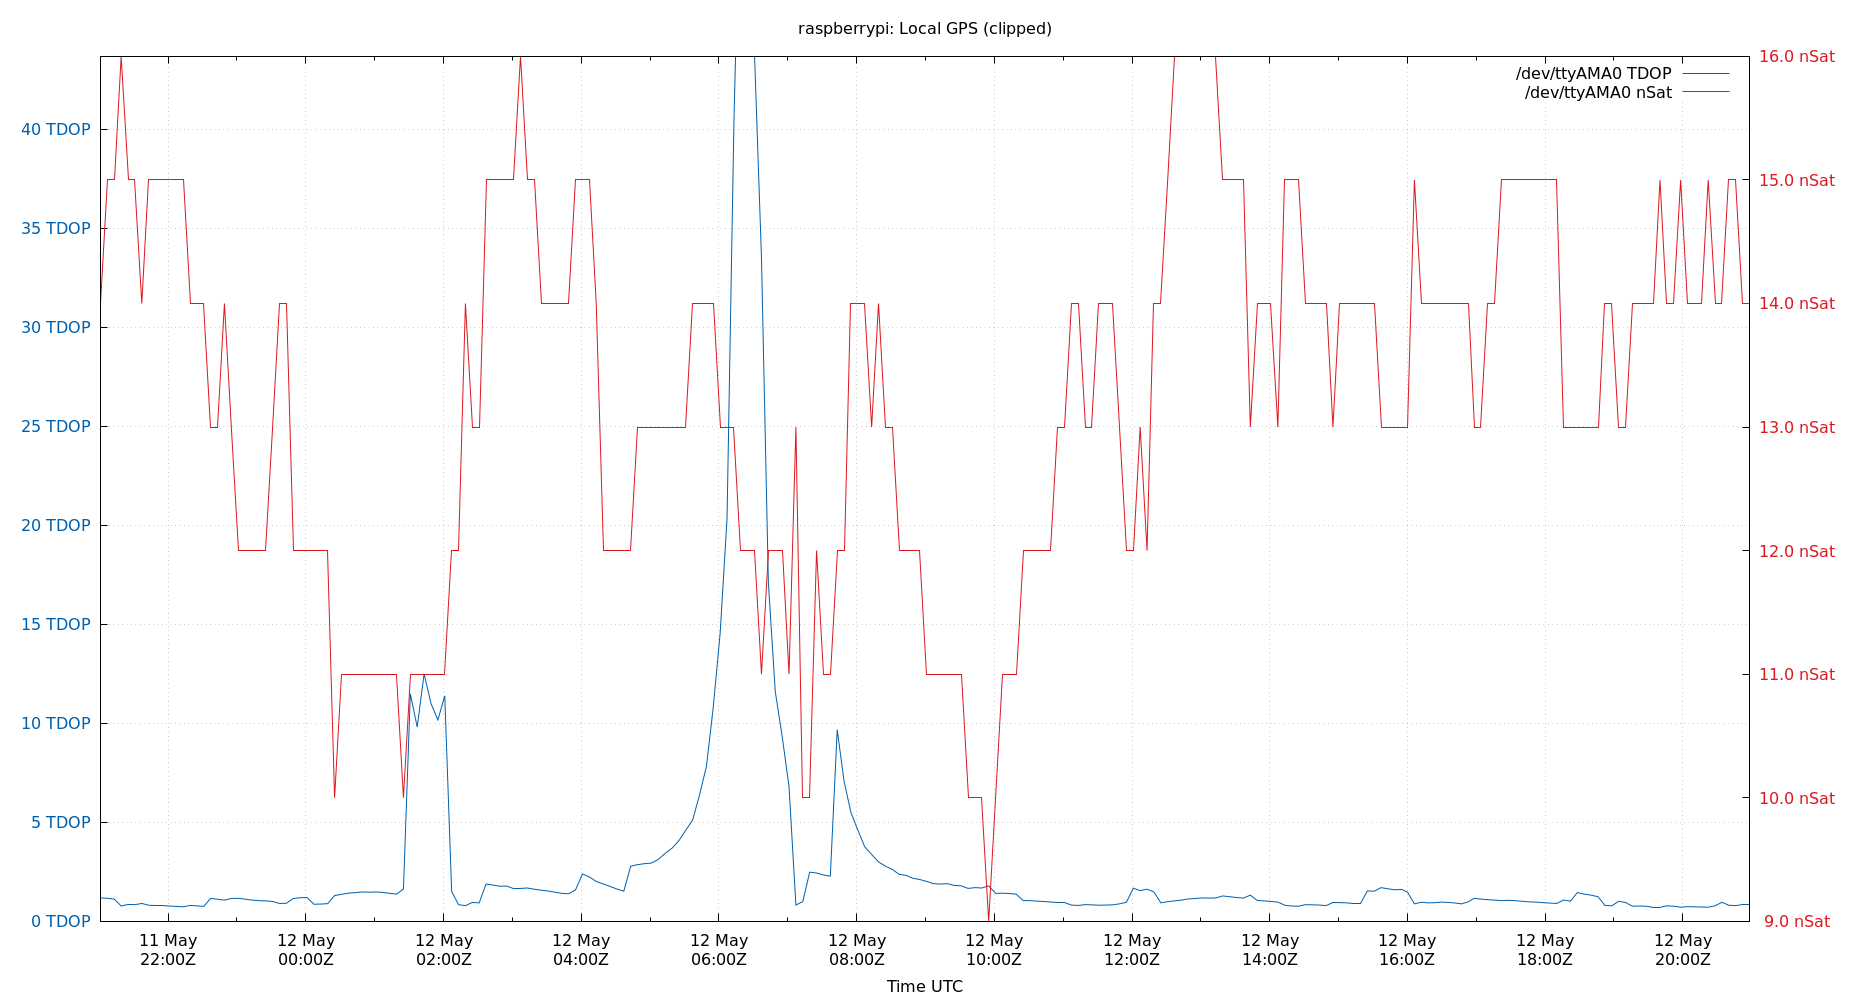 raspberrypi: Local GPS (clipped)
/dev/ttyAMA0 TDOP
/dev/ttyAMA0 nSat
40 TDOP
35 TDOP
30 TDOP
25 TDOP
20 TDOP
15 TDOP
10 TDOP
5 TDOP
0 TDOP
16.0 nSat
15.0 nSat
14.0 nSat
13.0 nSat
12.0 nSat
11.0 nSat
10.0 nSat
9.0 nSat
11 May
22:00Z
12 May
00:00Z
12 May
02:00Z
12 May
04:00Z
12 May
06:00Z
12 May
08:00Z
12 May
10:00Z
12 May
12:00Z
12 May
14:00Z
12 May
16:00Z
12 May
18:00Z
12 May
20:00Z
Time UTC